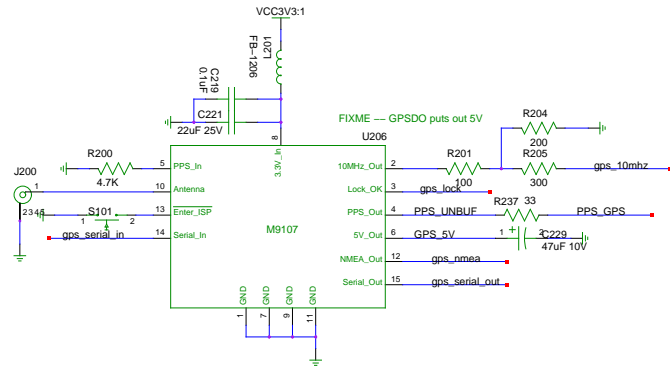 VCC3V3:1
L201
FB-1206
C219
0.1uF
C221
22uF 25V
FIXME −− GPSDO puts out 5V
U206
R204
200
8
3.3V_In
R200
4.7K
5
PPS_In
10MHz_Out
2
R201
100
R205
300
gps_10mhz
J200
1
2345
10
Antenna
Lock_OK
3
gps_lock
S101
1
2
13
Enter_ISP
PPS_Out
4
PPS_UNBUF
R237
33
PPS_GPS
gps_serial_in
14
Serial_In
M9107
5V_Out
6
GPS_5V
1
+
2
C229
47uF 10V
NMEA_Out
12
gps_nmea
Serial_Out
15
gps_serial_out
GND
GND
GND
GND
1
7
9
11